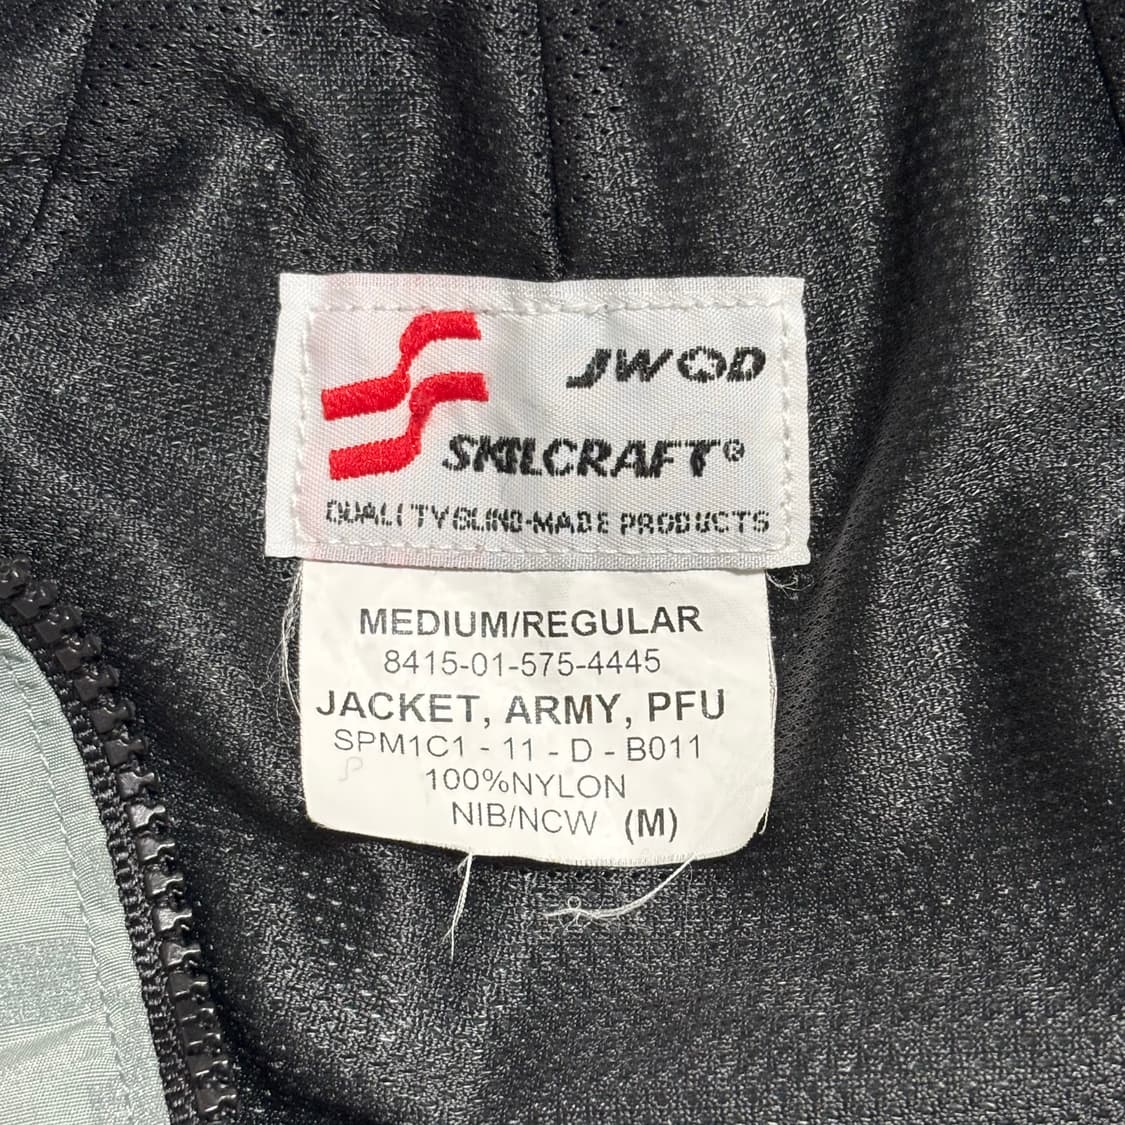 JWOD
SKILCRAFT®
QUALITY BLIND-MADE PRODUCTS
MEDIUM/REGULAR
8415-01-575-4445
JACKET, ARMY, PFU
SPM1C1 - 11 - D - B011
100%NYLON
NIB/NCW (M)